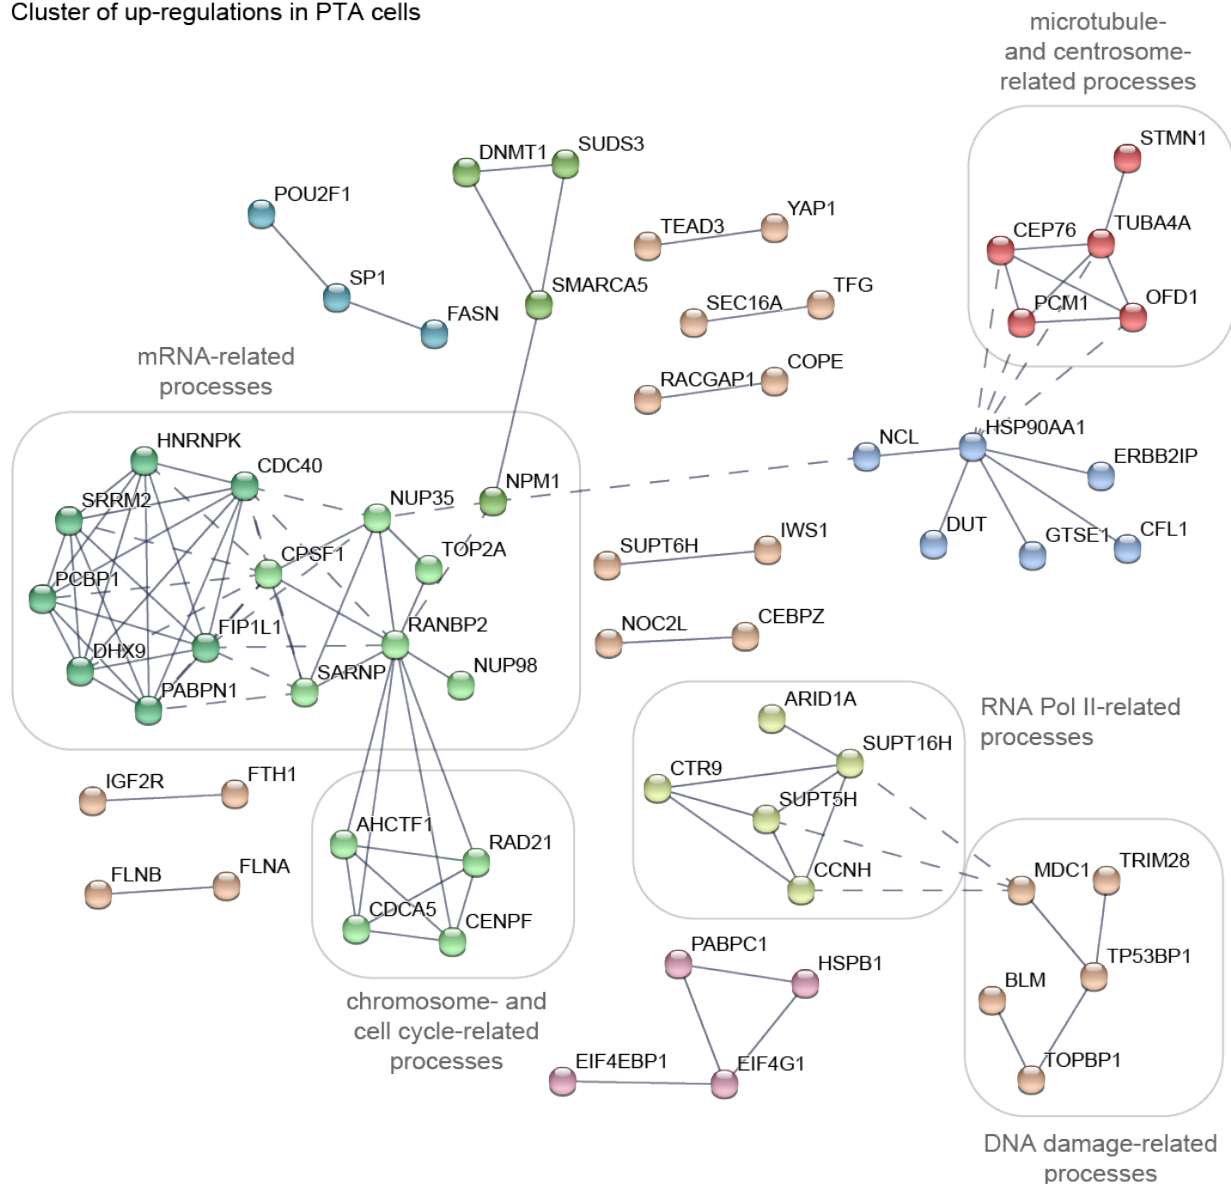 Cluster of up-regulations in PTA cells
microtubule-
and centrosome-
related processes
STMN1
SUDS3
DNMT1
POU2F1
YAP1
TEAD3
CEP76
TUBA4A
SP1
SMARCA5
TFG
SEC16A
PCM1
OFD1
FASN
mRNA-related
processes
COPE
RACGAP1
HNRNPK
NCL
HSP90AA1
ERBB2IP
CDC40
SRRM2
NUP35
NPM1
DUT
GTSE1
CFL1
IWS1
SUPT6H
TOP2A
CPSF1
PCBP1
FIP1L1
RANBP2
NOC2L
CEBPZ
DHX9
SARNP
NUP98
PABPN1
ARID1A
RNA Pol II-related
processes
SUPT16H
CTR9
SUPT5H
IGF2R
FTH1
AHCTF1
RAD21
FLNB
FLNA
CCNH
MDC1
TRIM28
CDCA5
CENPF
PABPC1
HSPB1
TP53BP1
BLM
chromosome- and
cell cycle-related
processes
EIF4EBP1
EIF4G1
TOPBP1
DNA damage-related
processes